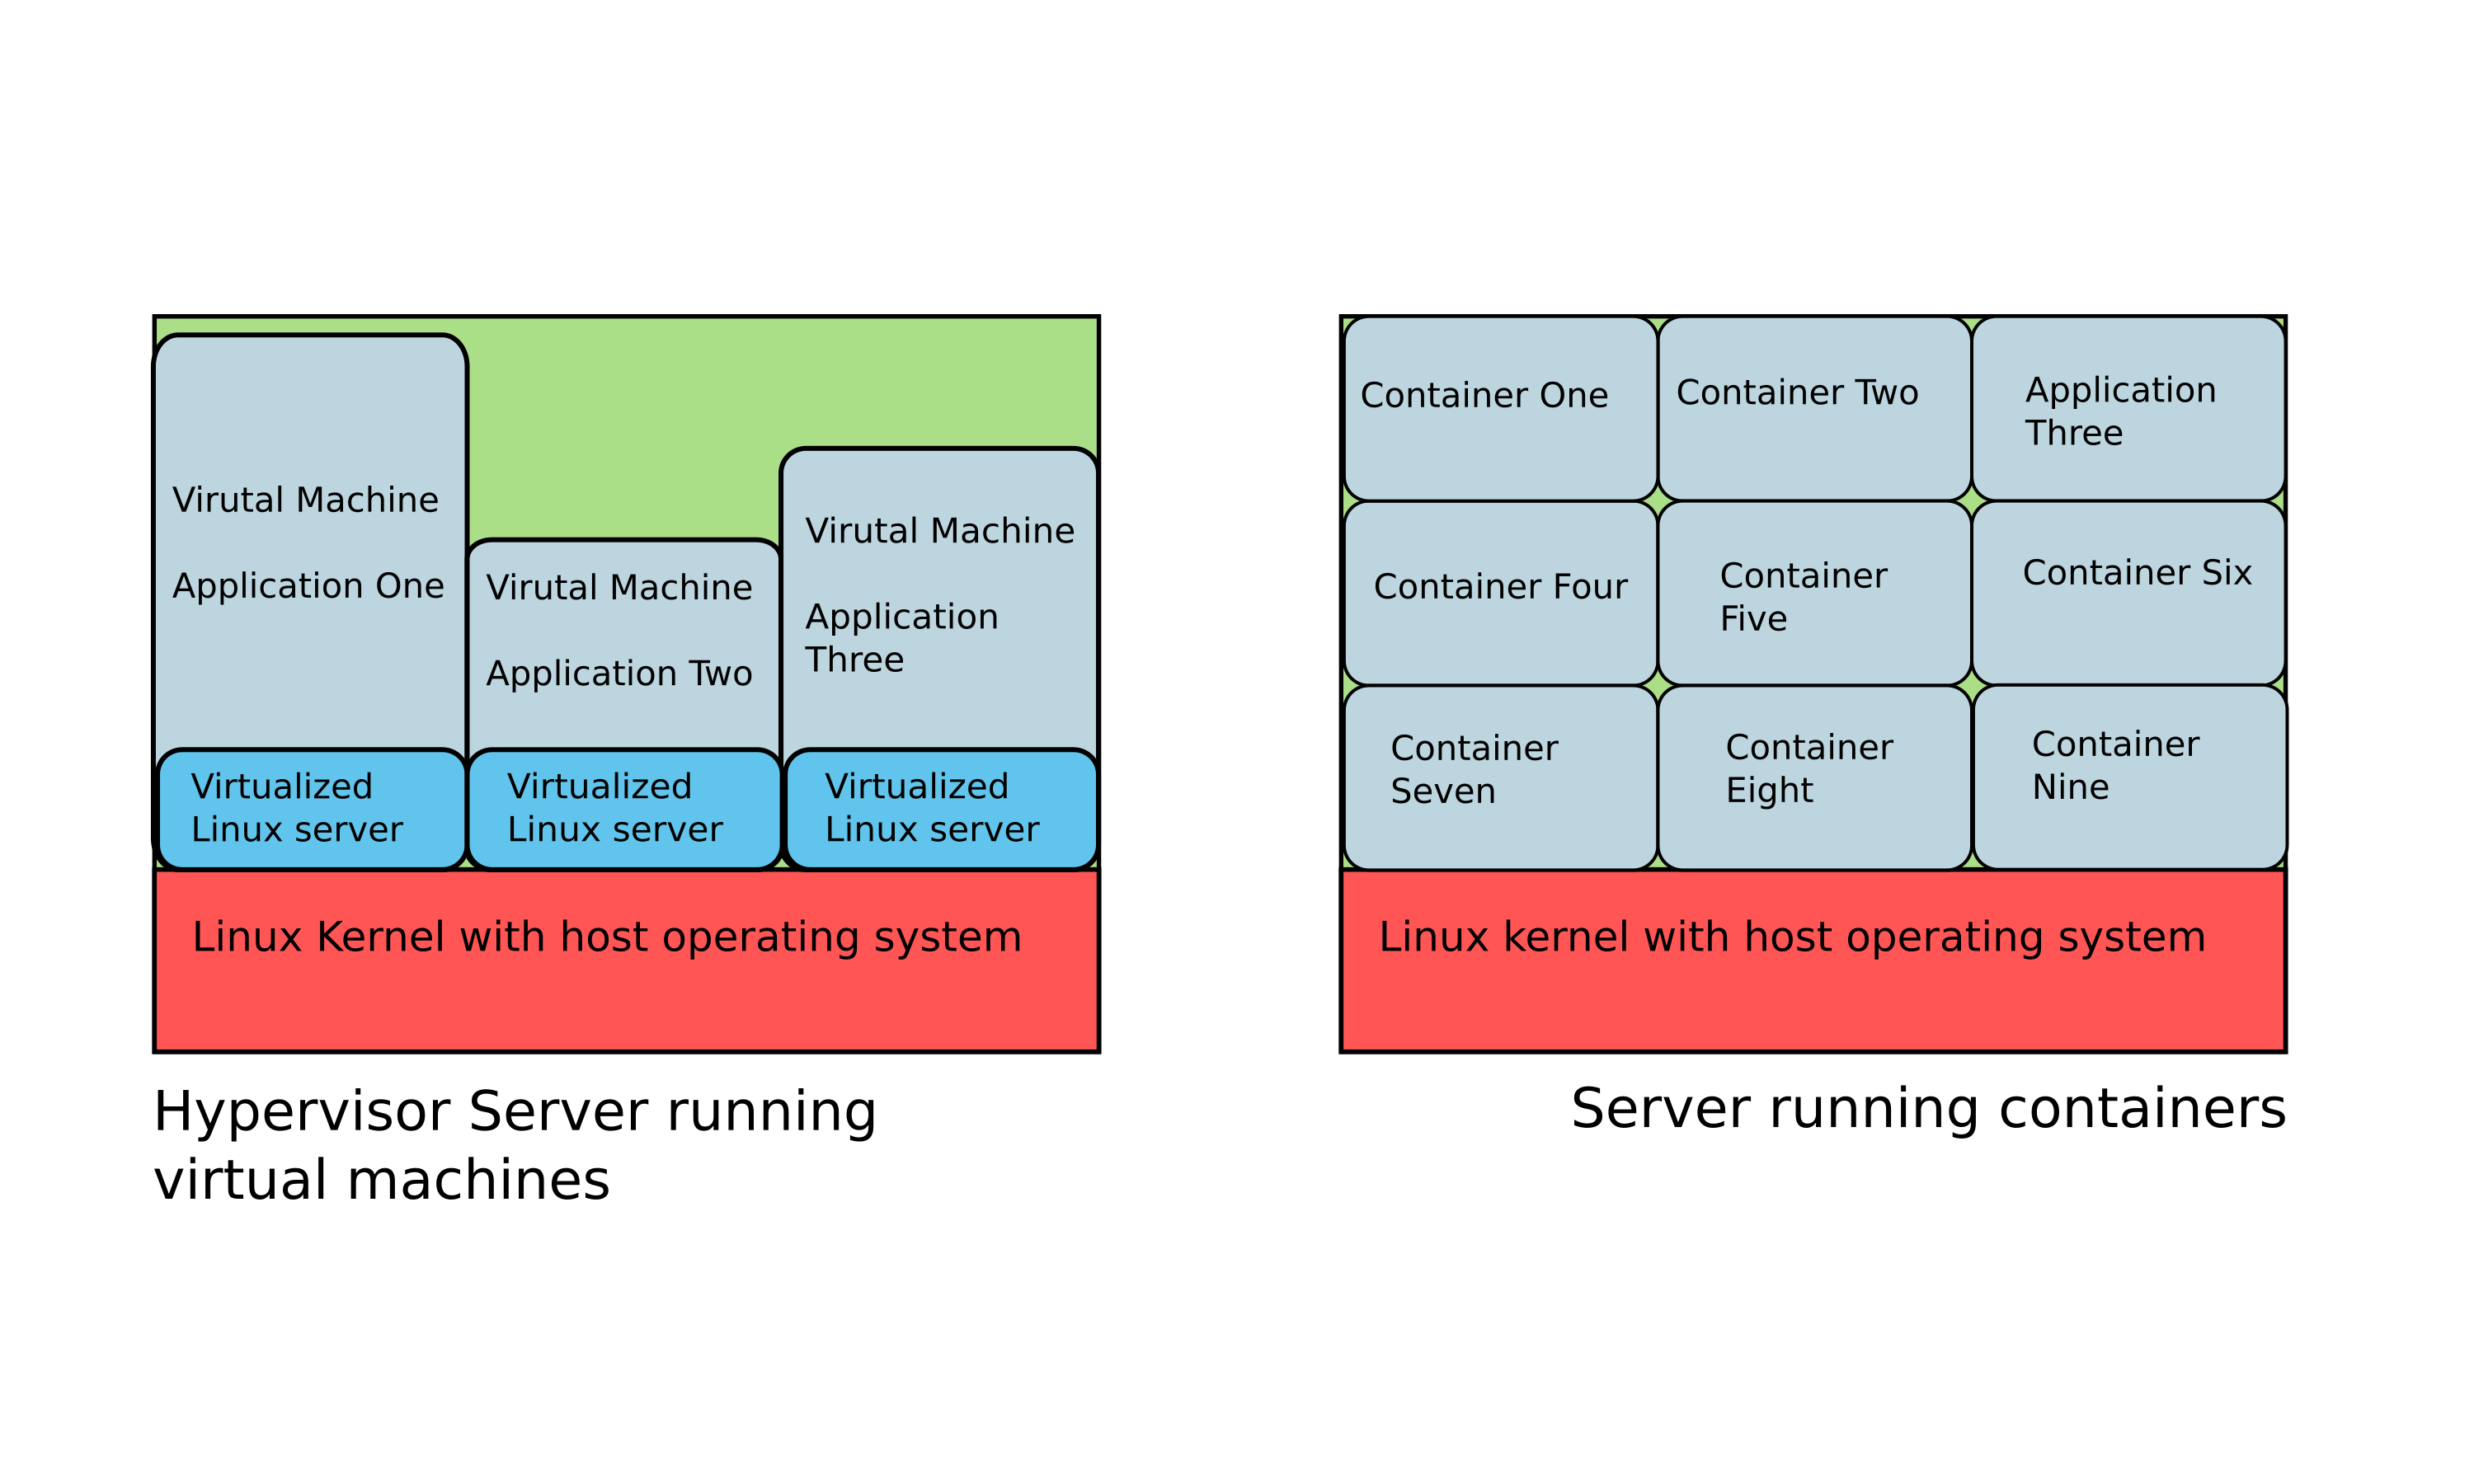 Virutal Machine
Application One
Virutal Machine
Application Two
Virutal Machine
Application
Three
Virtualized
Linux server
Virtualized
Linux server
Virtualized
Linux server
Linux Kernel with host operating system
Hypervisor Server running
virtual machines
Container One
Container Two
Application
Three
Container Four
Container
Five
Container Six
Container
Seven
Container
Eight
Container
Nine
Linux kernel with host operating system
Server running containers